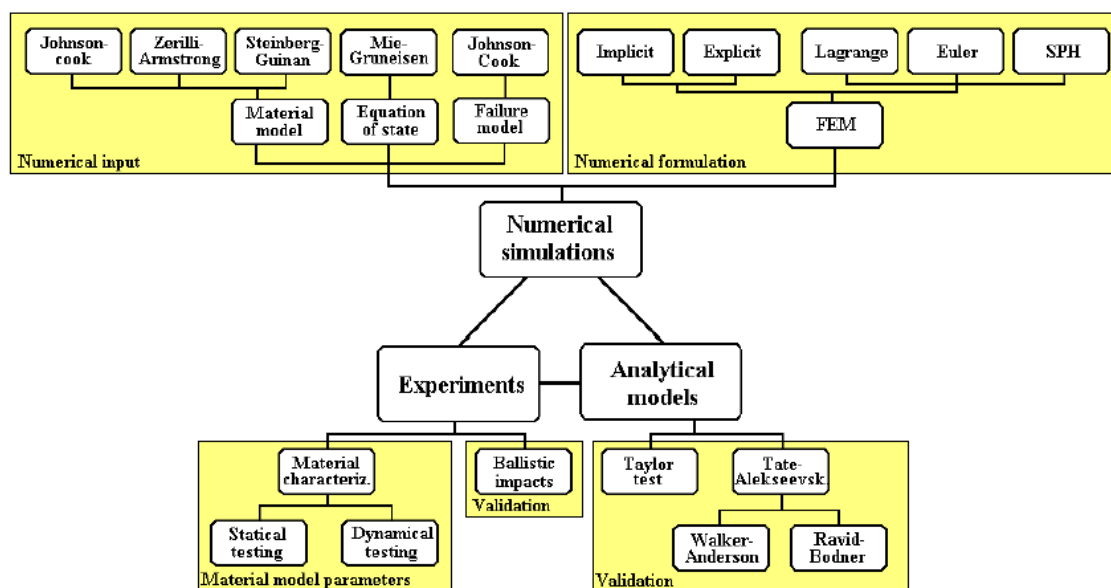 Johnson-
cook
Zerilli-
Armstrong
Steinberg-
Guinan
Mie-
Gruneisen
Johnson-
Cook
Material
model
Equation
of state
Failure
model
Numerical input
Implicit
Explicit
Lagrange
Euler
SPH
FEM
Numerical formulation
Numerical
simulations
Experiments
Analytical
models
Material
characteriz.
Statical
testing
Dynamical
testing
Material model parameters
Ballistic
impacts
Validation
Taylor
test
Tate-
Alekseevsk.
Walker-
Anderson
Ravid-
Bodner
Validation